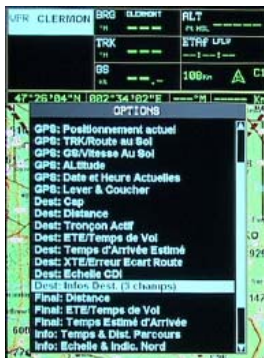 VFR CLERMON
BRG CLERMONT
ALT
TRK
ETAr LFLV
GS
47°26'04"N 002°34'02"E
OPTIONS
GPS: Positionnement actuel
GPS: TRK/Route au Sol
GPS: GS/Vitesse Au Sol
GPS: ALtitude
GPS: Date et Heure Actuelles
GPS: Lever & Coucher
Dest: Cap
Dest: Distance
Dest: Tronçon Actif
Dest: ETE/Temps de Vol
Dest: Temps d'Arrivée Estimé
Dest: XTE/Erreur Ecart Route
Dest: Echelle CDI
Dest: Infos Dest. (3 champs)
Final: Distance
Final: ETE/Temps de Vol
Final: Temps Estimé d'Arrivée
Info: Temps & Dist. Parcours
Info: Echelle & Indic. Nord